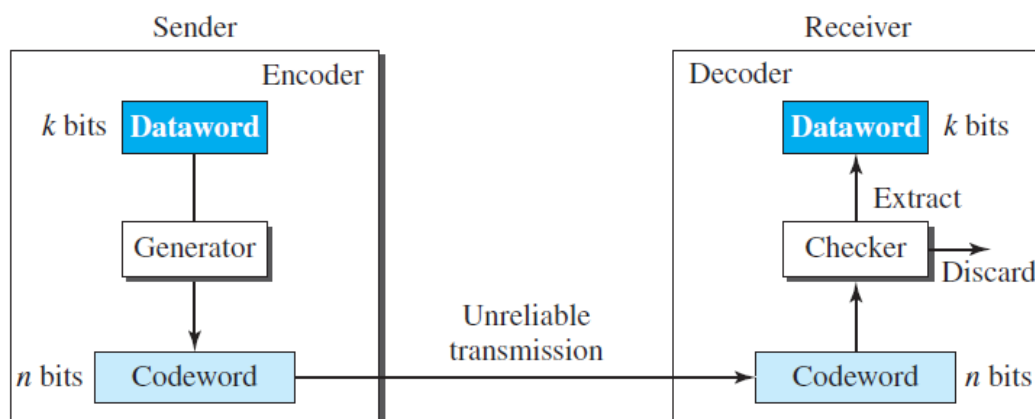 Sender
Receiver
Encoder
Decoder
k bits Dataword
Dataword k bits
Extract
Generator
Checker
Discard
Unreliable
transmission
n bits Codeword
Codeword n bits